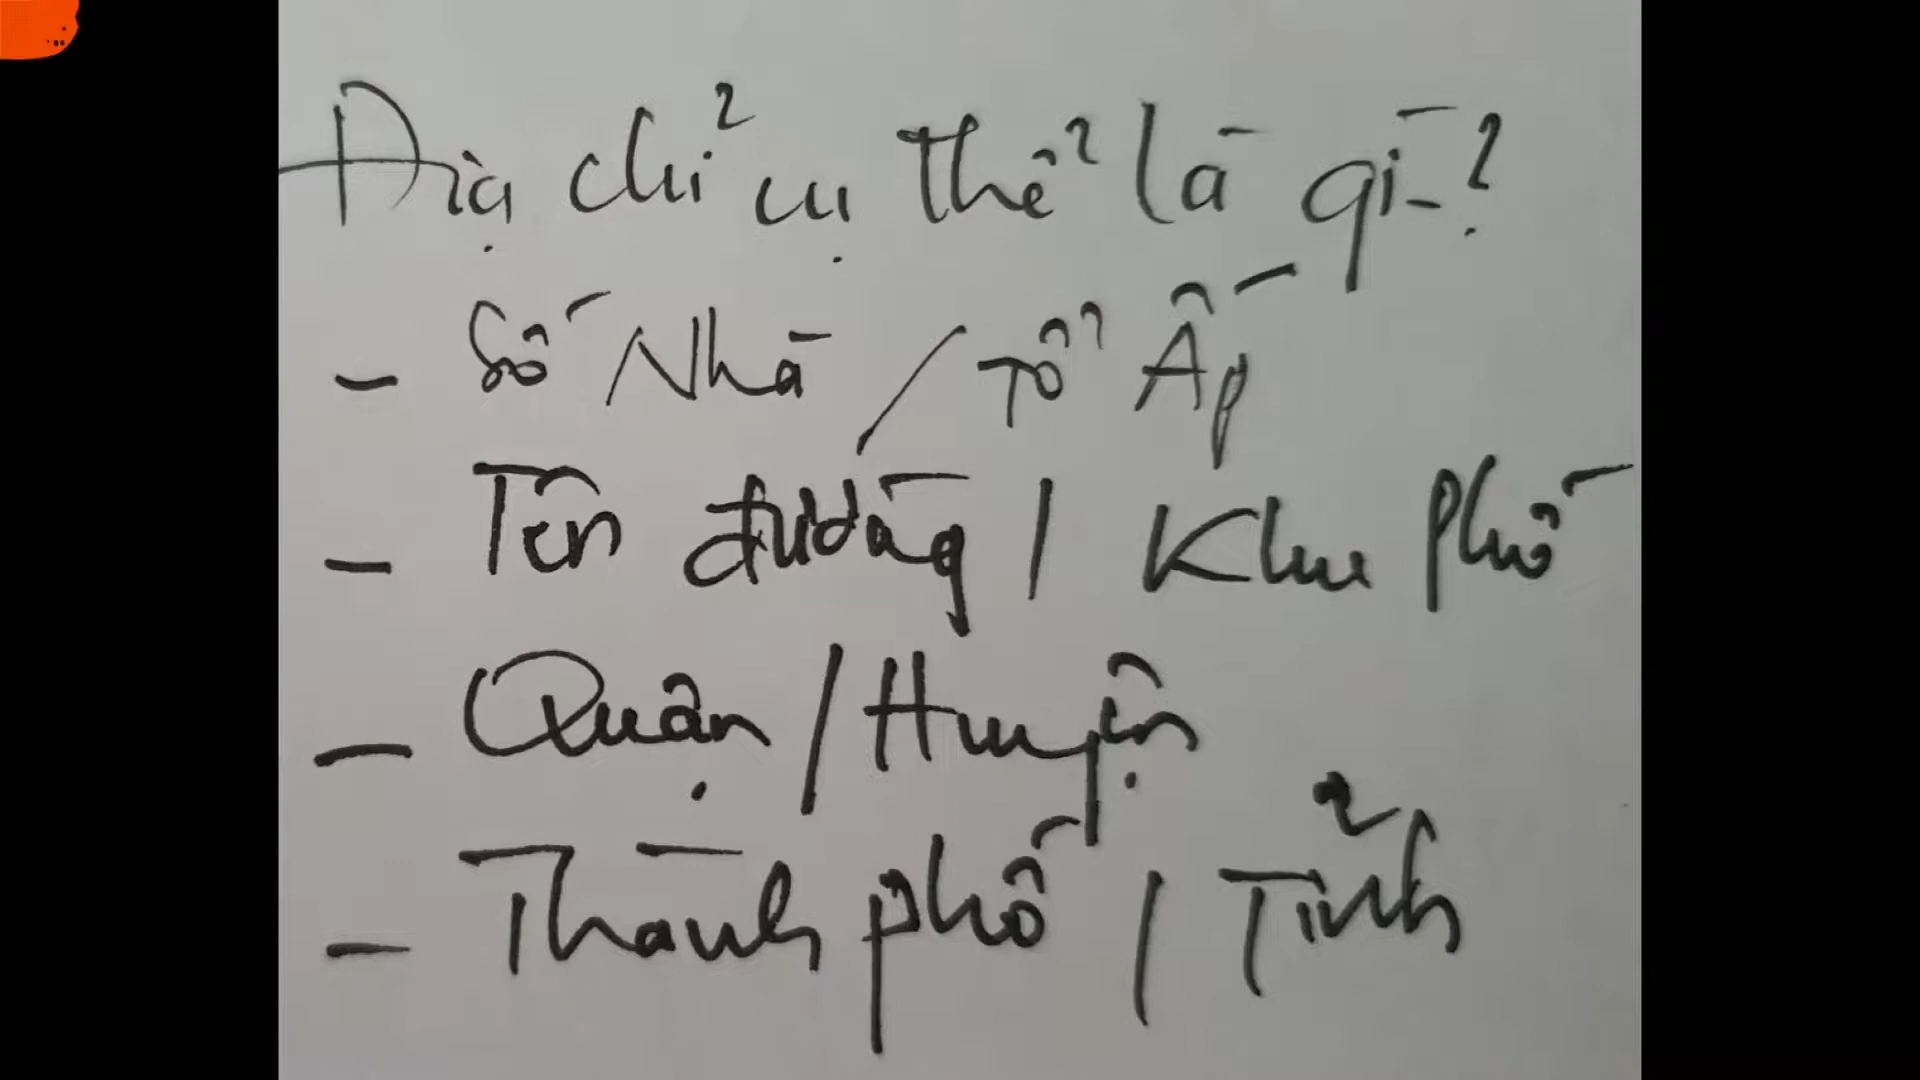 Địa chỉ cụ thể là gì?
- Số Nhà / Tổ Ấp
- Tên đường / Khu phố
- Quận / Huyện
- Thành phố / Tỉnh